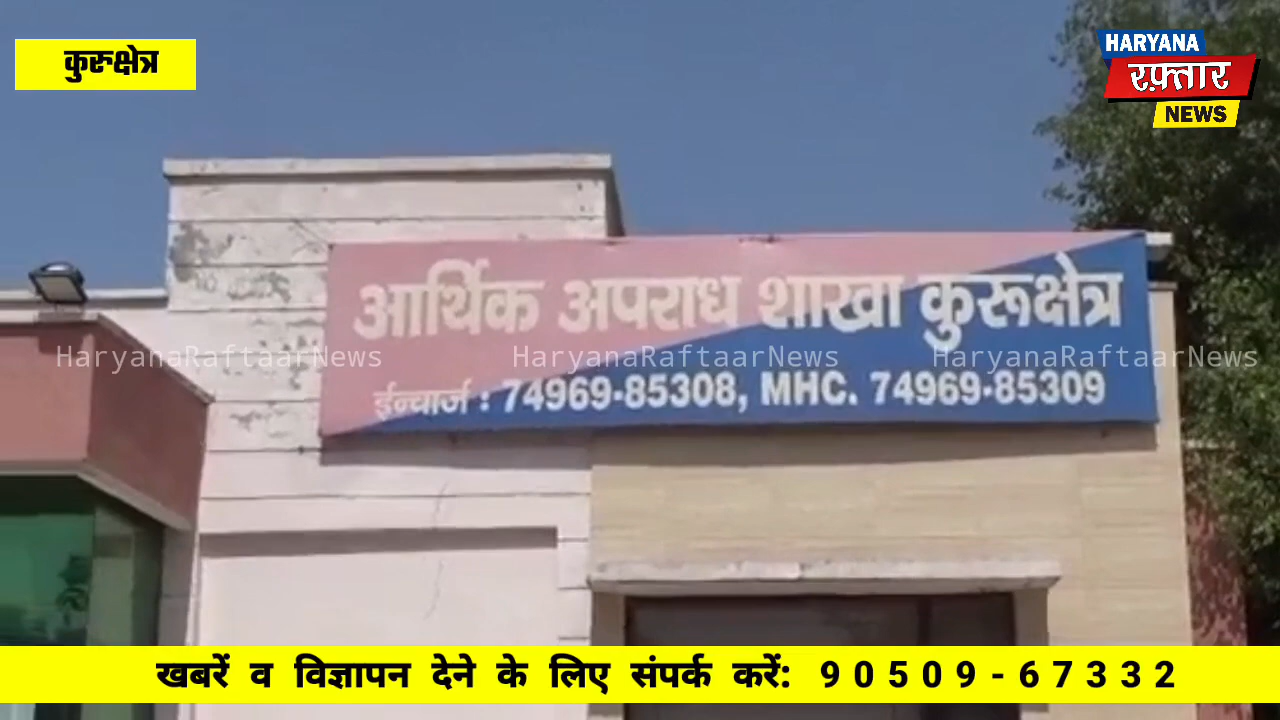 कुरुक्षेत्र
HARYANA
रफ़्तार
NEWS
आर्थिक अपराध शाखा कुरूक्षेत्र
HaryanaRaftaarNews HaryanaRaftaarNews HaryanaRaftaarNews
ईन्चार्ज : 74969-85308, MHC. 74969-85309
खबरें व विज्ञापन देने के लिए संपर्क करें: 90509-67332